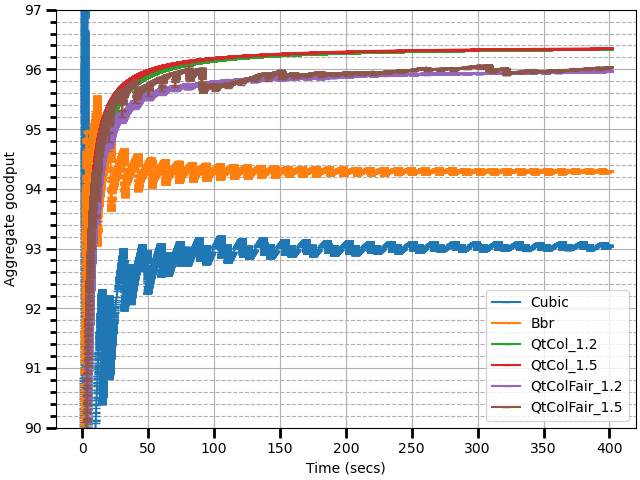 97
96
95
94
93
92
91
90
Aggregate goodput
0
50
100
150
200
250
300
350
400
Time (secs)
Cubic
Bbr
QtCol_1.2
QtCol_1.5
QtColFair_1.2
QtColFair_1.5